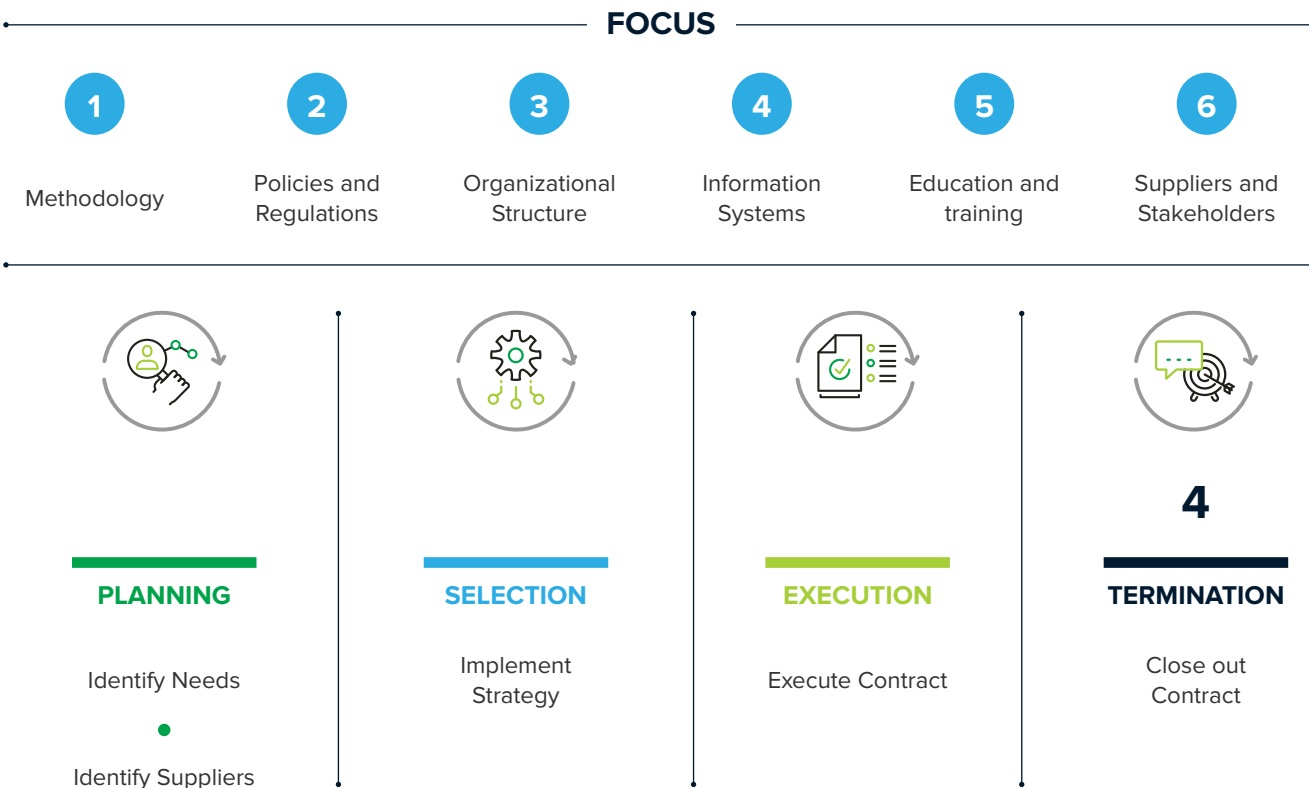 FOCUS
1
2
3
4
5
6
Methodology
Policies and
Regulations
Organizational
Structure
Information
Systems
Education and
training
Suppliers and
Stakeholders
4
PLANNING
SELECTION
EXECUTION
TERMINATION
Identify Needs
Identify Suppliers
Implement
Strategy
Execute Contract
Close out
Contract